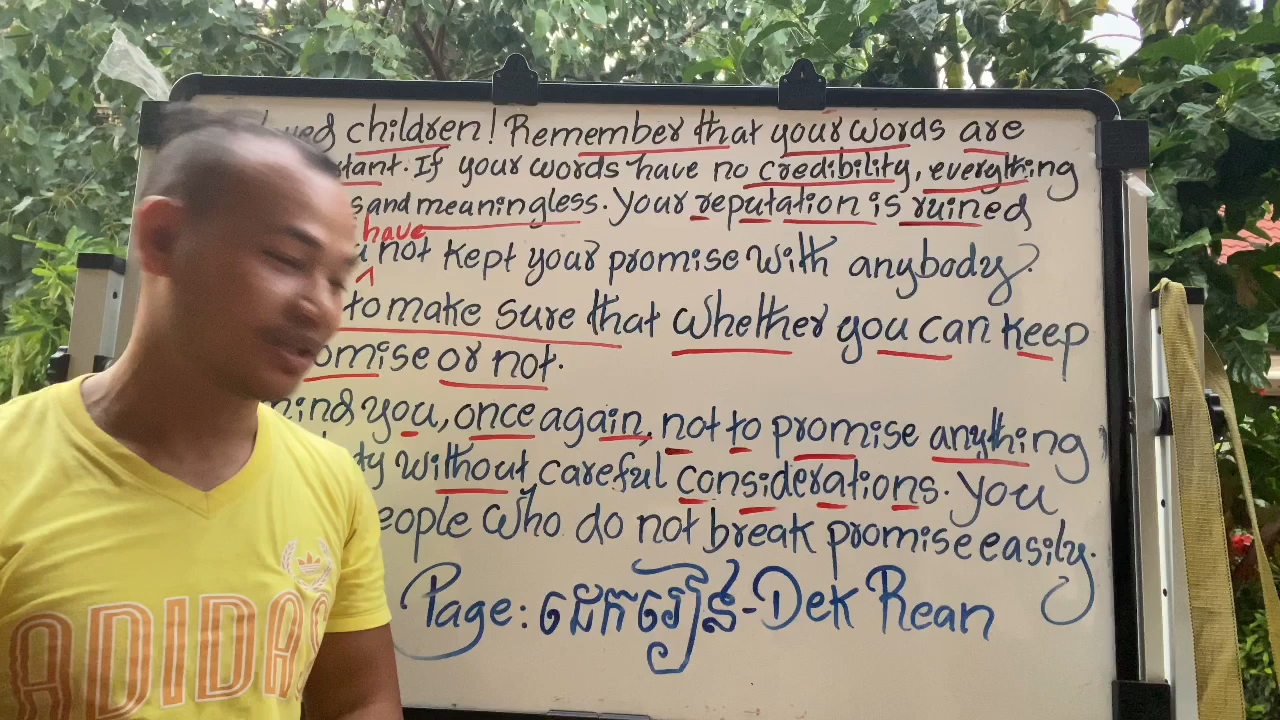 children! Remember that your words are
If your words have no credibility, everything
and meaningless. Your reputation is ruined
have
not kept your promise with anybody.
to make sure that whether you can keep
or not.
you, once again, not to promise anything
without careful considerations. You
who do not break promise easily.
Page: ដេករៀន-Dek Rean
ADIDAS